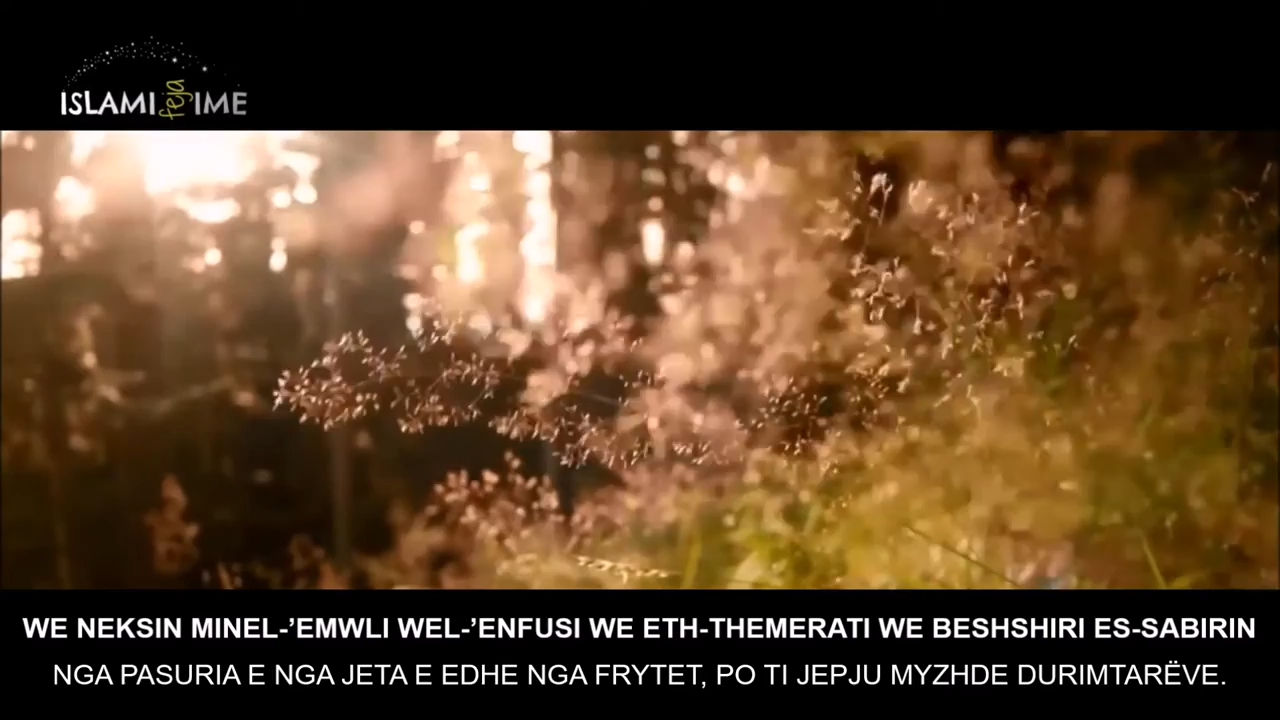 ISLAMI feja IME
WE NEKSIN MINEL-’EMWLI WEL-’ENFUSI WE ETH-THEMERATI WE BESHSHIRI ES-SABIRIN
NGA PASURIA E NGA JETA E EDHE NGA FRYTET, PO TI JEPJU MYZHDE DURIMTARËVE.